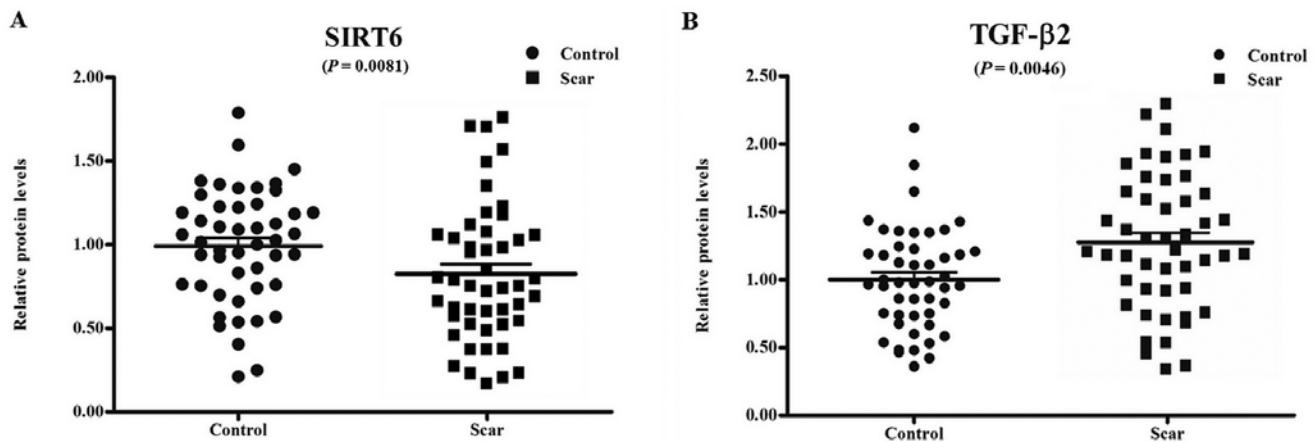 A
SIRT6
(P = 0.0081)
Control
Scar
2.00
1.50
1.00
0.50
0.00
Relative protein levels
Control
Scar
B
TGF-β2
(P = 0.0046)
Control
Scar
2.50
2.00
1.50
1.00
0.50
0.00
Relative protein levels
Control
Scar